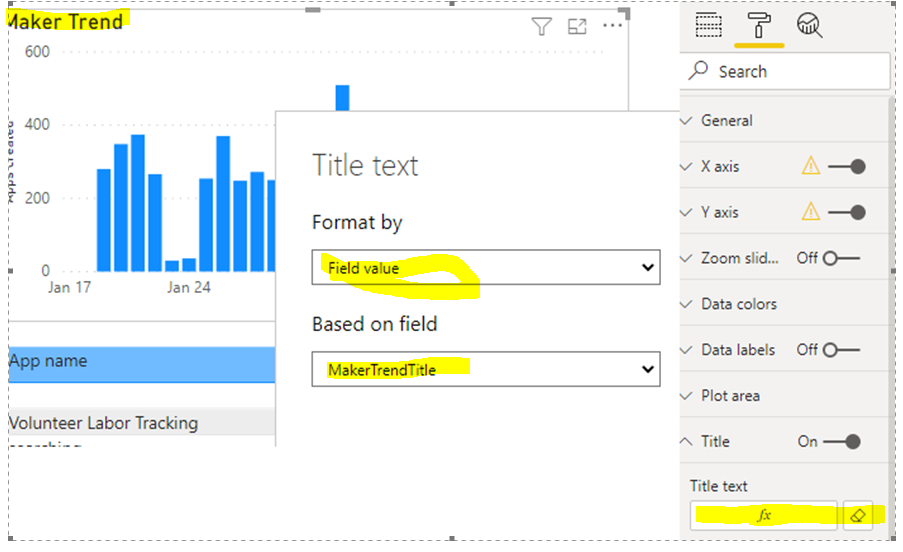 Maker Trend
600
400
200
0
Apps created
Jan 17
Jan 24
App name
Volunteer Labor Tracking
searching
Title text
Format by
Field value
Based on field
MakerTrendTitle
Search
General
X axis
Y axis
Zoom slid... Off
Data colors
Data labels Off
Plot area
Title On
Title text
fx